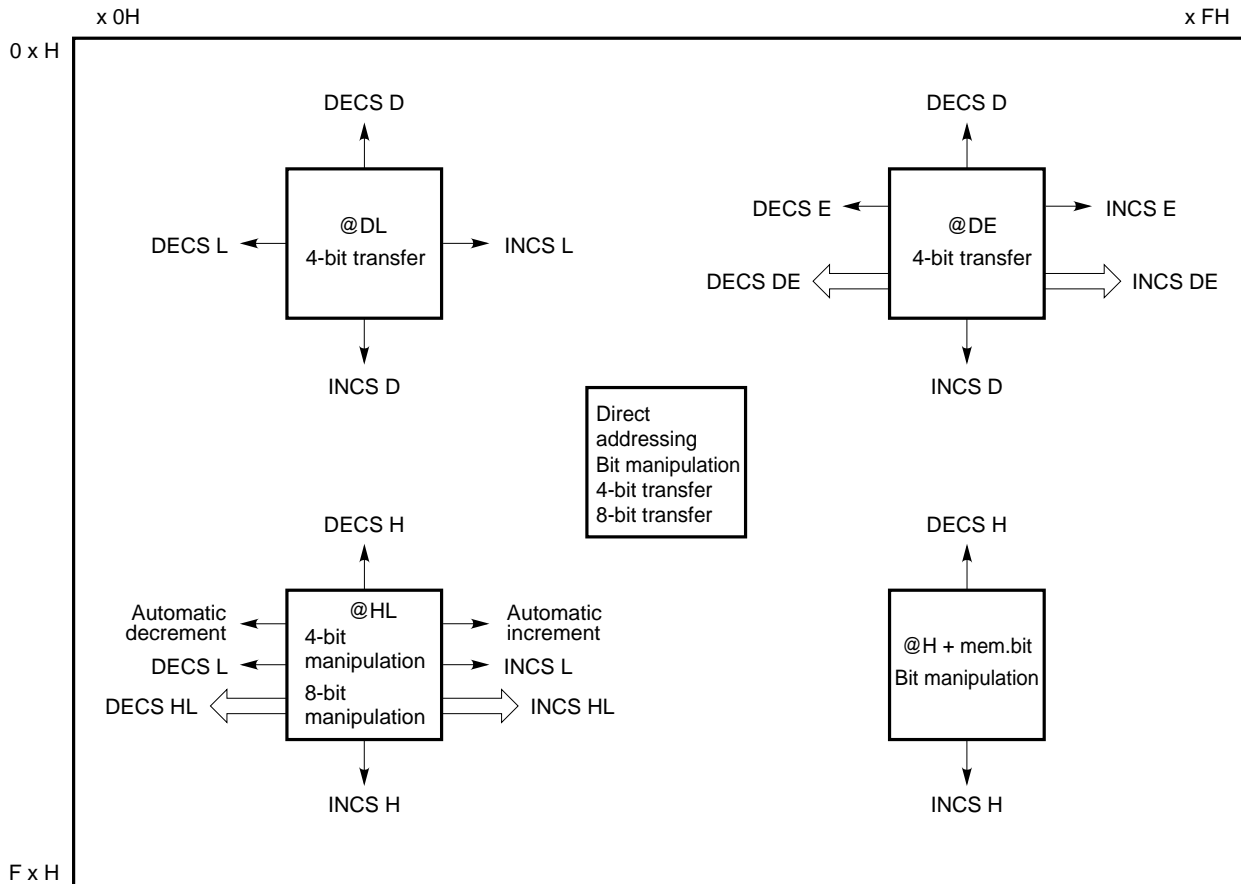 x 0H
x FH
0 x H
DECS D
DECS L
@DL
4-bit transfer
INCS L
INCS D
DECS D
DECS E
INCS E
@DE
4-bit transfer
DECS DE
INCS DE
INCS D
Direct
addressing
Bit manipulation
4-bit transfer
8-bit transfer
DECS H
Automatic
decrement
DECS L
DECS HL
@HL
4-bit
manipulation
8-bit
manipulation
Automatic
increment
INCS L
INCS HL
INCS H
DECS H
@H + mem.bit
Bit manipulation
INCS H
F x H